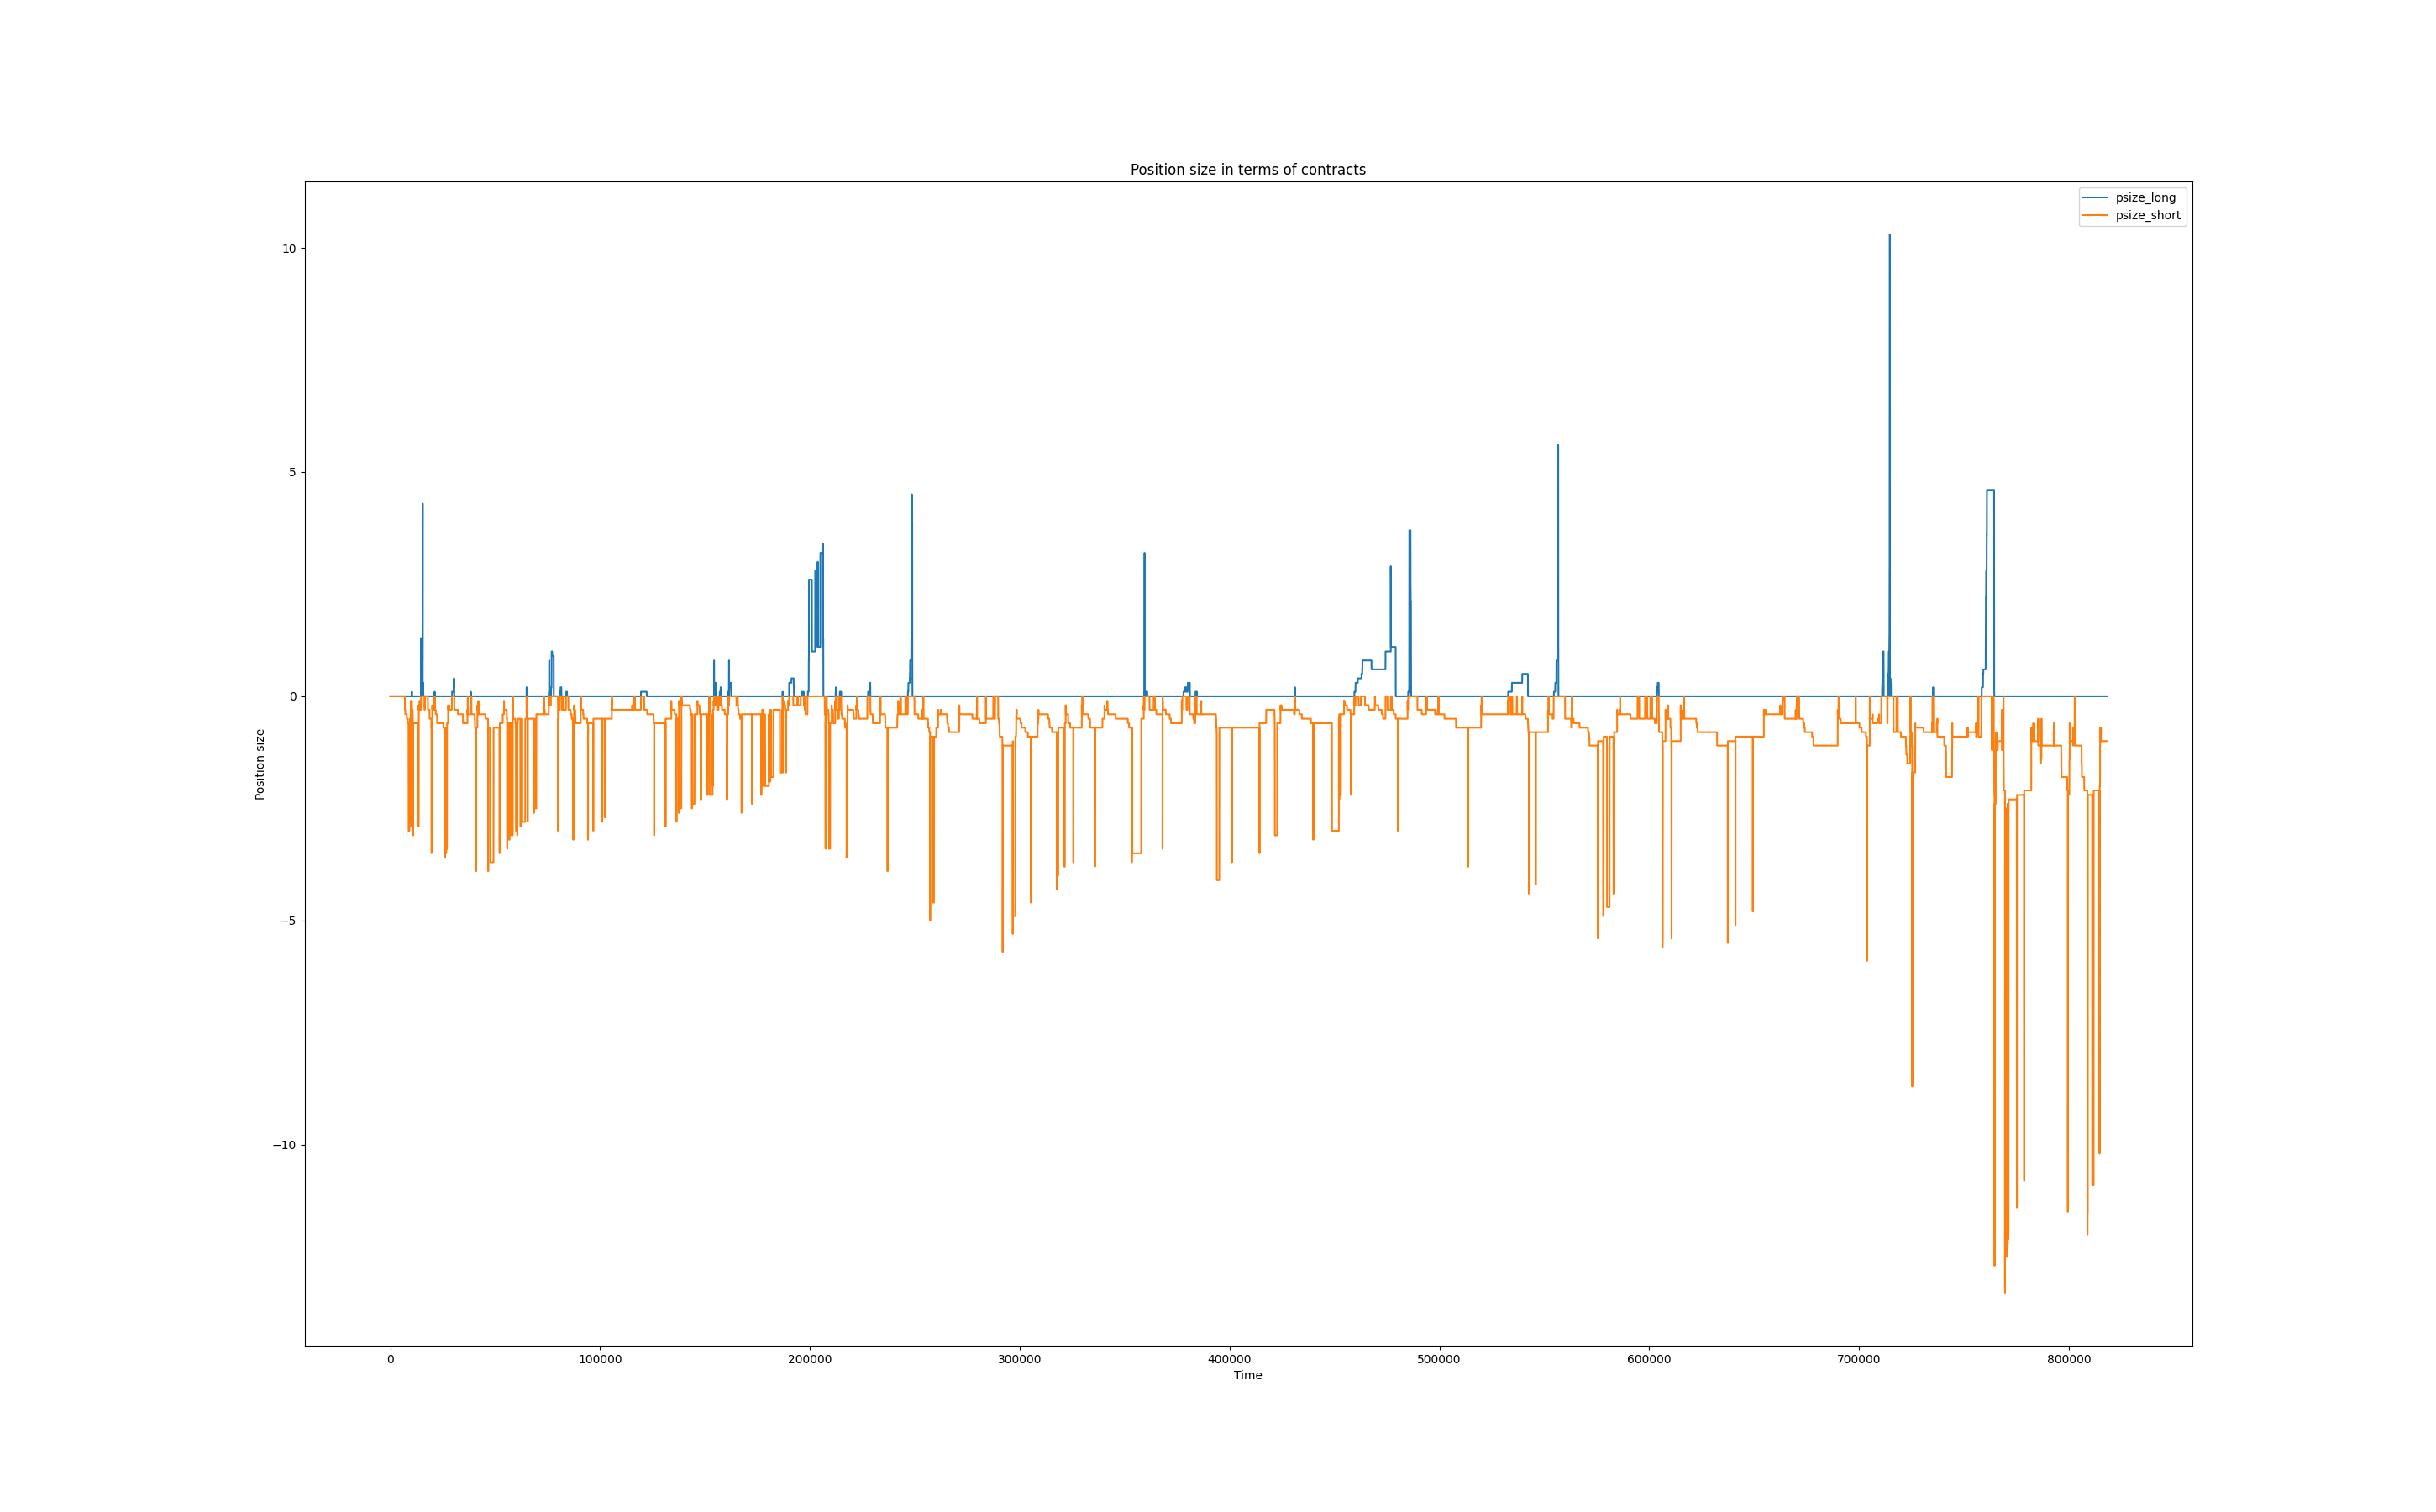 Position size in terms of contracts
psize_long
psize_short
10
5
0
−5
−10
Position size
0 100000 200000 300000 400000 500000 600000 700000 800000
Time